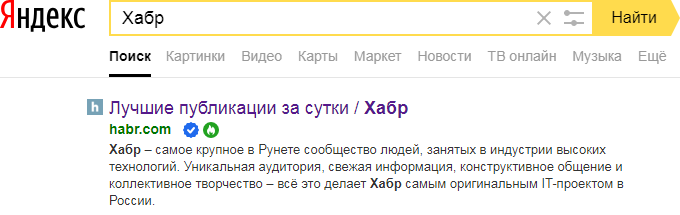 Яндекс
Хабр
Найти
Поиск Картинки Видео Карты Маркет Новости ТВ онлайн Музыка Ещё
h Лучшие публикации за сутки / Хабр
habr.com
Хабр – самое крупное в Рунете сообщество людей, занятых в индустрии высоких
технологий. Уникальная аудитория, свежая информация, конструктивное общение и
коллективное творчество – всё это делает Хабр самым оригинальным IT-проектом в
России.